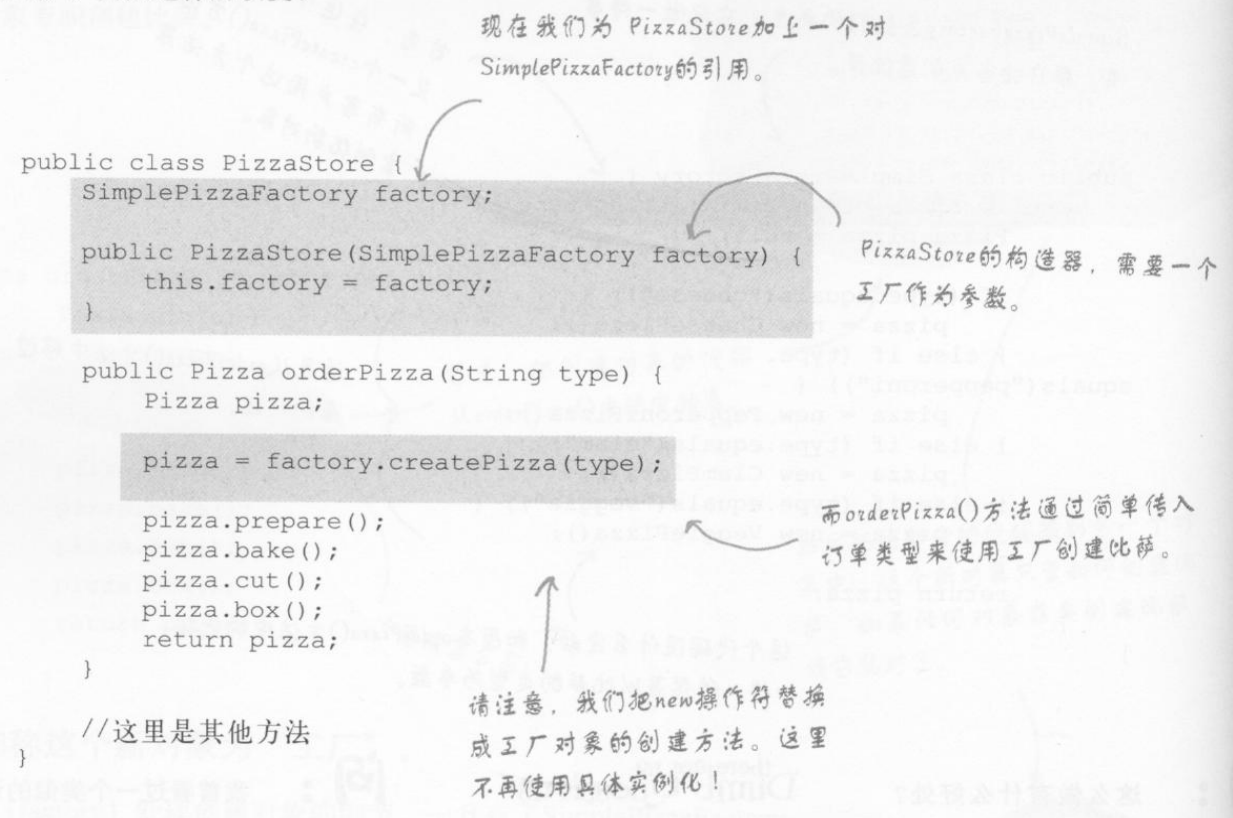 现在我们为 PizzaStore加上一个对
SimplePizzaFactory的引用。
public class PizzaStore {
SimplePizzaFactory factory;
public PizzaStore(SimplePizzaFactory factory) {
this.factory = factory;
}
PizzaStore的构造器，需要一个
工厂作为参数。
public Pizza orderPizza(String type) {
Pizza pizza;
pizza = factory.createPizza(type);
pizza.prepare();
pizza.bake();
pizza.cut();
pizza.box();
return pizza;
}
而orderPizza()方法通过简单传入
订单类型来使用工厂创建比萨。
请注意，我们把new操作符替换
成工厂对象的创建方法。这里
不再使用具体实例化！
//这里是其他方法
}